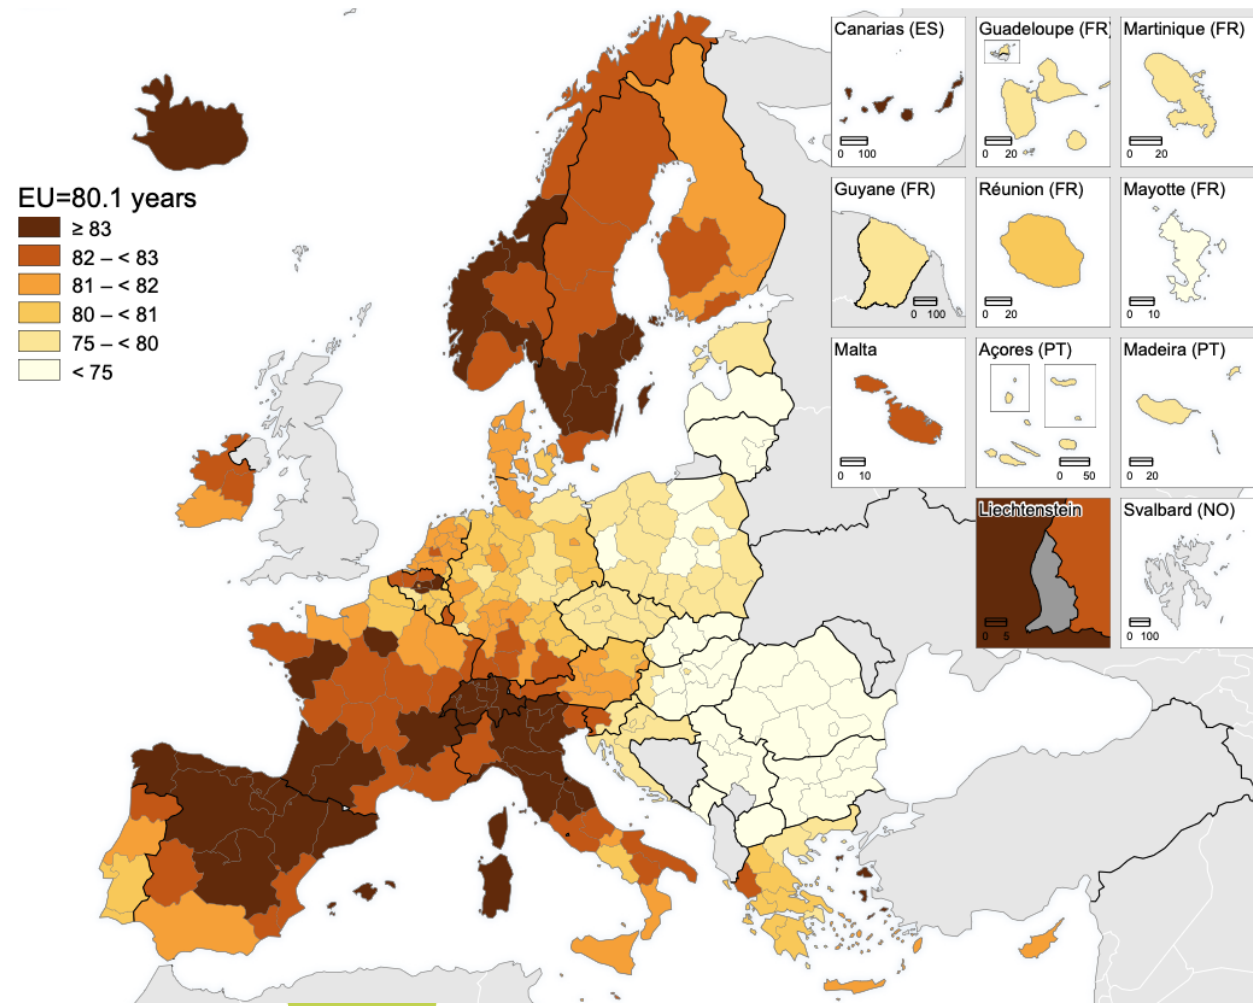 EU=80.1 years
≥ 83
82 – < 83
81 – < 82
80 – < 81
75 – < 80
< 75
Canarias (ES)
0 100
Guadeloupe (FR)
0 20
Martinique (FR)
0 20
Guyane (FR)
0 100
Réunion (FR)
0 20
Mayotte (FR)
0 10
Malta
0 10
Açores (PT)
0 50
Madeira (PT)
0 20
Liechtenstein
0 5
Svalbard (NO)
0 100